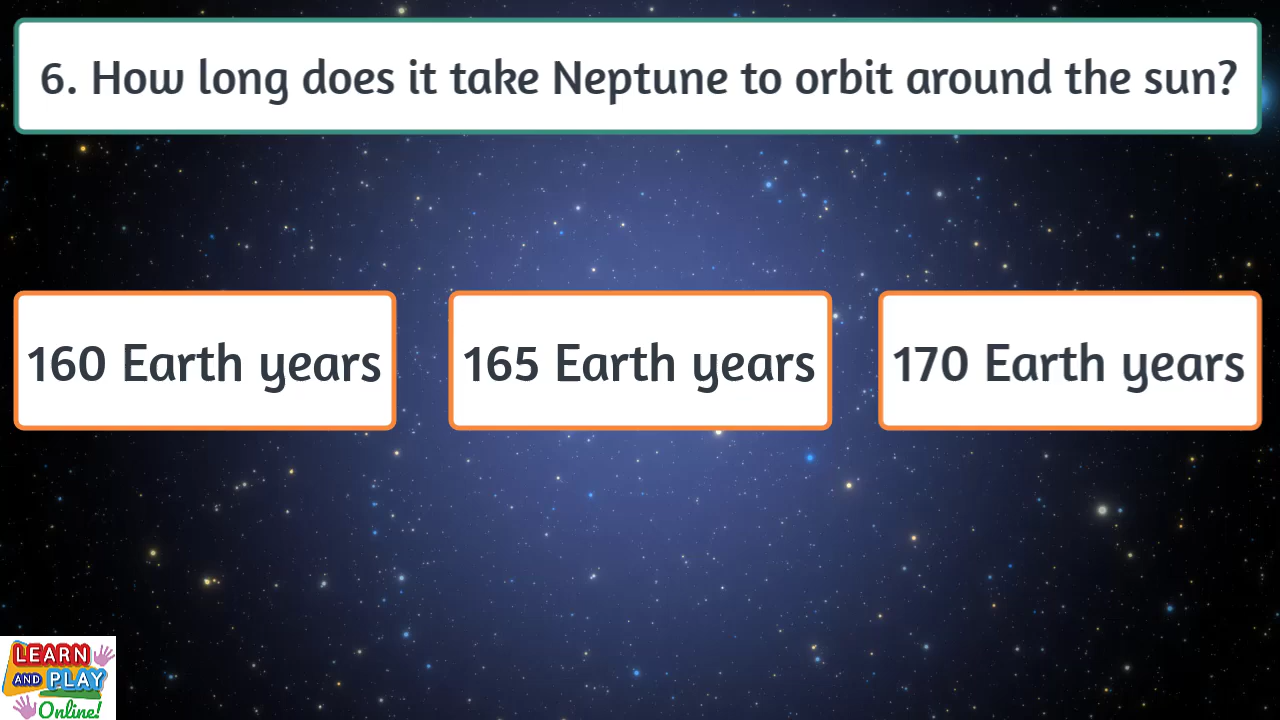 6. How long does it take Neptune to orbit around the sun?
160 Earth years
165 Earth years
170 Earth years
LEARN
AND PLAY
Online!